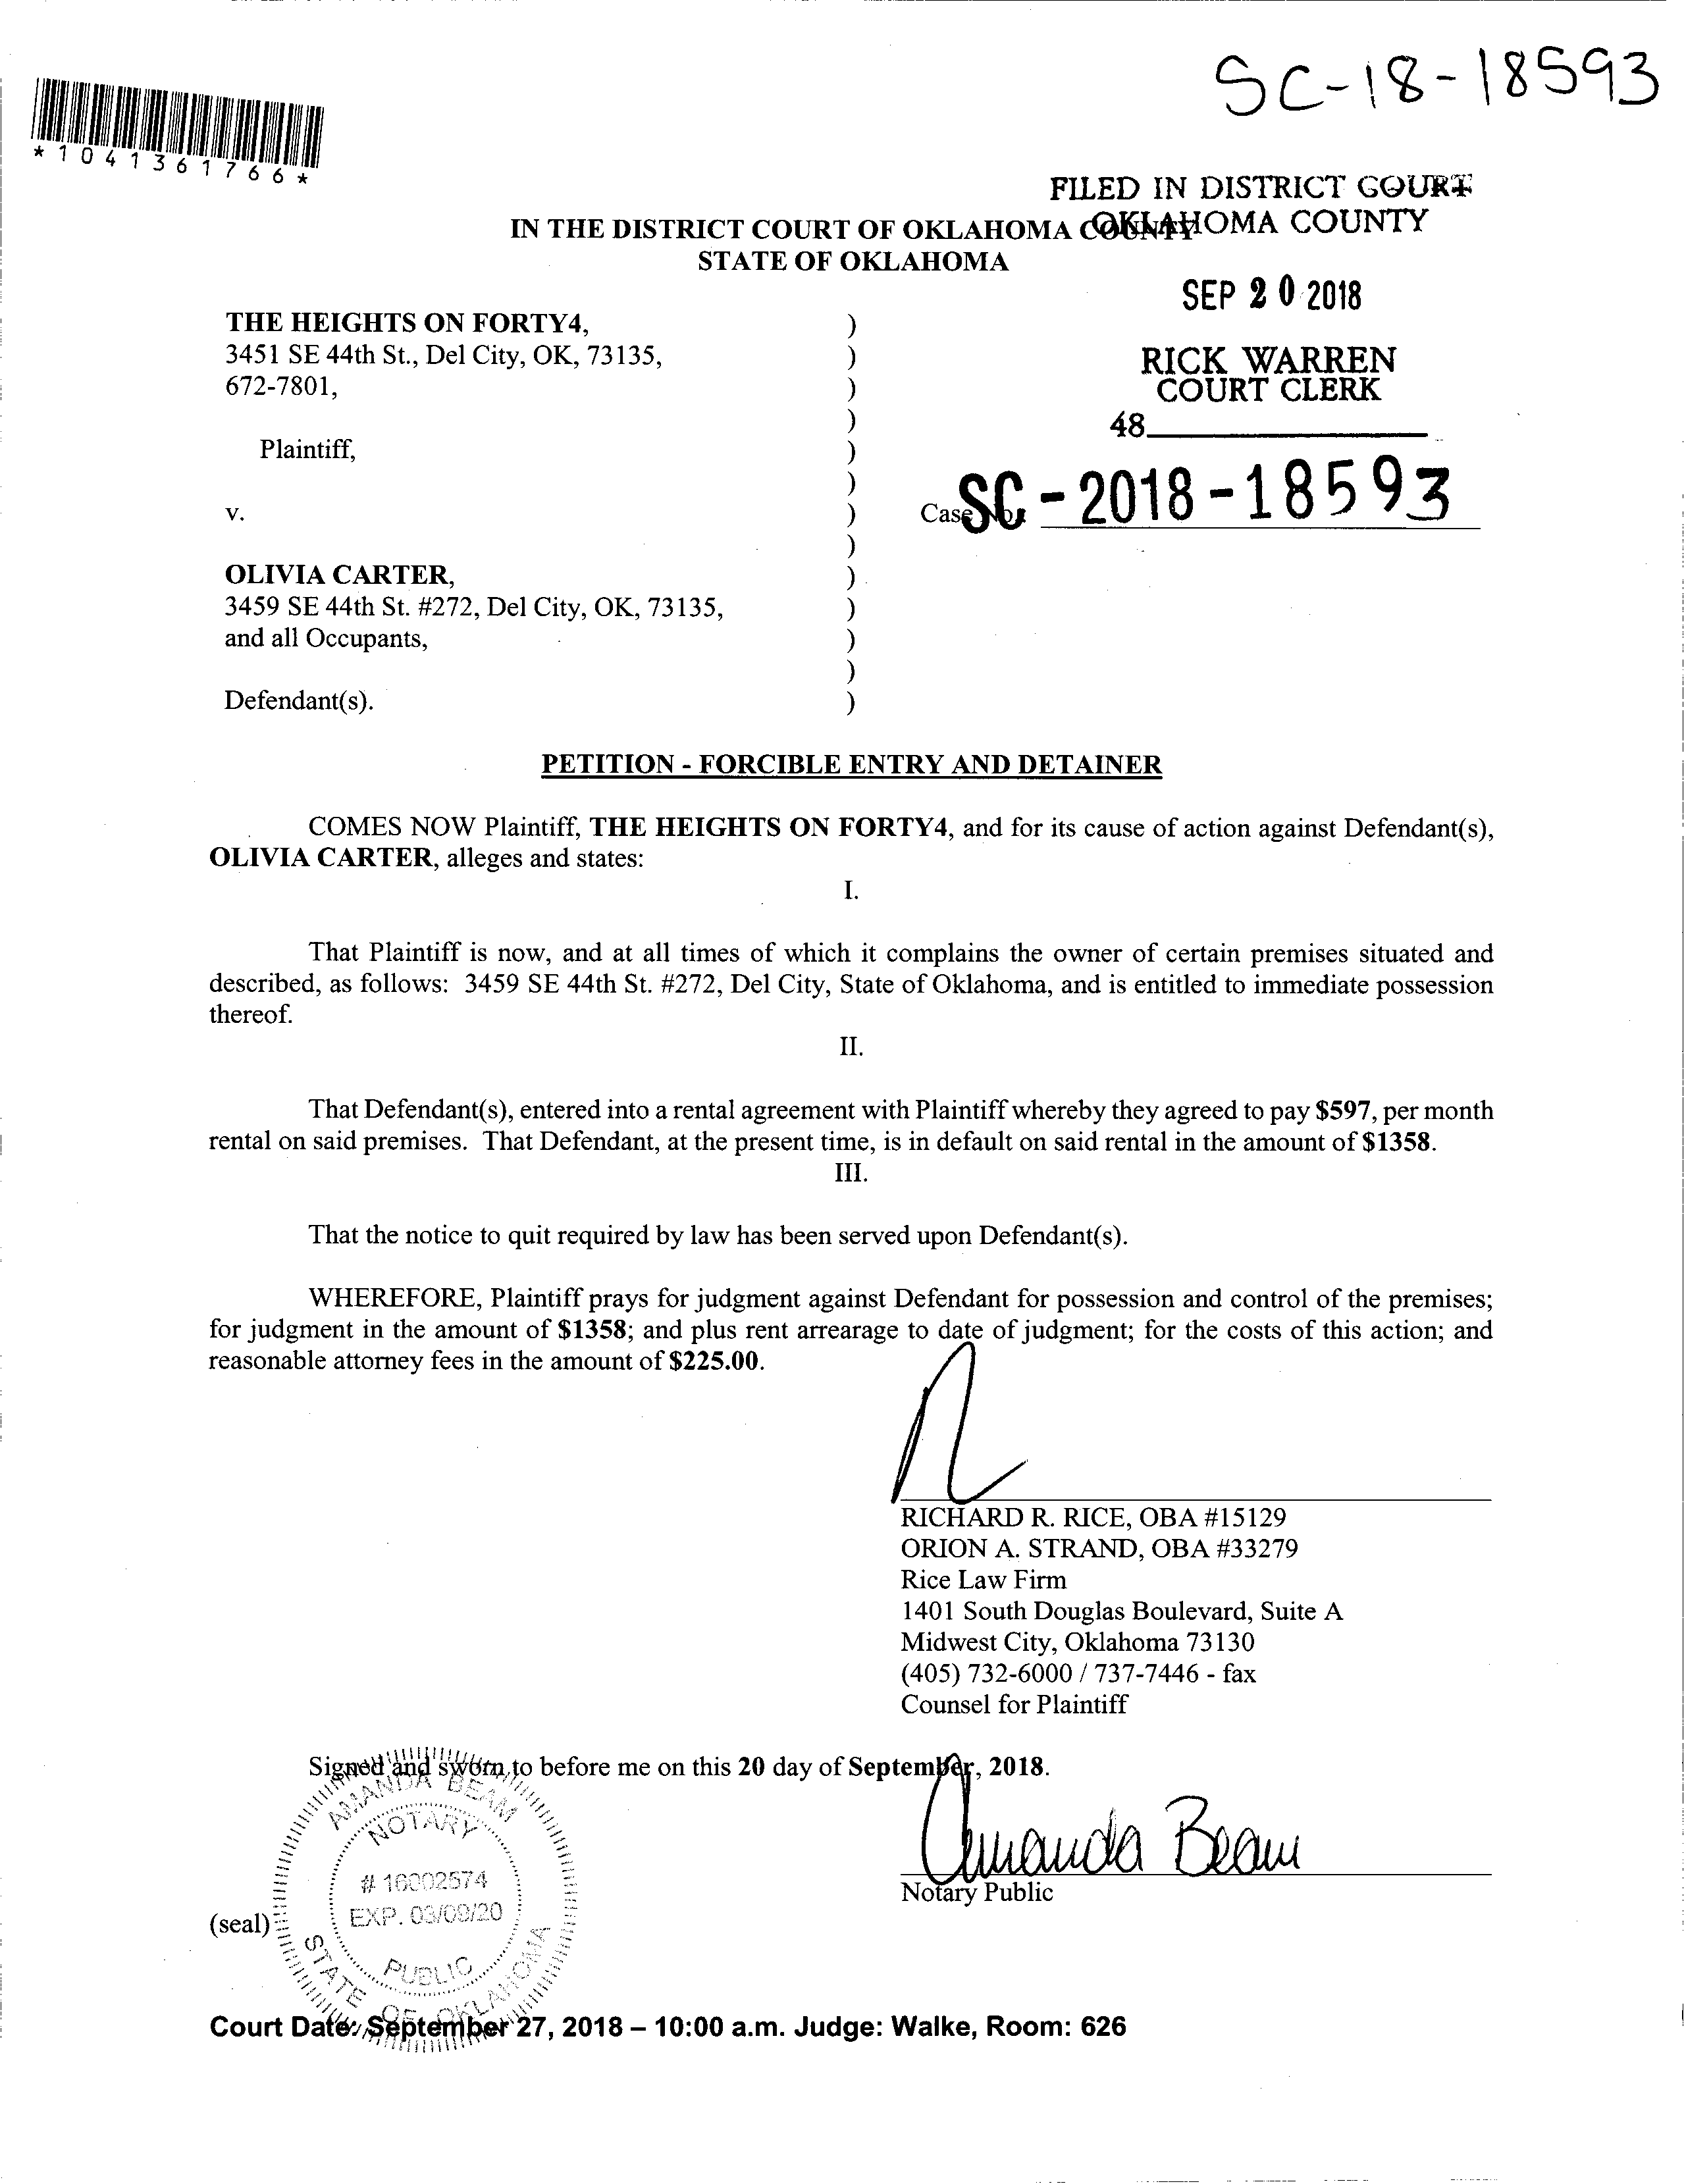 SC-18-18593
*1041361766*
FILED IN DISTRICT COURT
OKLAHOMA COUNTY
IN THE DISTRICT COURT OF OKLAHOMA COUNTY
STATE OF OKLAHOMA
SEP 20 2018
RICK WARREN
COURT CLERK
48
THE HEIGHTS ON FORTY4, )
3451 SE 44th St., Del City, OK, 73135, )
672-7801, )
)
Plaintiff, )
)
v. ) Case No. SC-2018-18593
)
OLIVIA CARTER, )
3459 SE 44th St. #272, Del City, OK, 73135, )
and all Occupants, )
)
Defendant(s). )
PETITION - FORCIBLE ENTRY AND DETAINER
COMES NOW Plaintiff, THE HEIGHTS ON FORTY4, and for its cause of action against Defendant(s),
OLIVIA CARTER, alleges and states:
I.
That Plaintiff is now, and at all times of which it complains the owner of certain premises situated and
described, as follows: 3459 SE 44th St. #272, Del City, State of Oklahoma, and is entitled to immediate possession
thereof.
II.
That Defendant(s), entered into a rental agreement with Plaintiff whereby they agreed to pay $597, per month
rental on said premises. That Defendant, at the present time, is in default on said rental in the amount of $1358.
III.
That the notice to quit required by law has been served upon Defendant(s).
WHEREFORE, Plaintiff prays for judgment against Defendant for possession and control of the premises;
for judgment in the amount of $1358; and plus rent arrearage to date of judgment; for the costs of this action; and
reasonable attorney fees in the amount of $225.00.
RICHARD R. RICE, OBA #15129
ORION A. STRAND, OBA #33279
Rice Law Firm
1401 South Douglas Boulevard, Suite A
Midwest City, Oklahoma 73130
(405) 732-6000 / 737-7446 - fax
Counsel for Plaintiff
Signed and sworn to before me on this 20 day of September, 2018.
Amanda Beam
Notary Public
(seal)
AMANDA BEAM
NOTARY
# 16002574
EXP. 03/09/20
PUBLIC
STATE OF OKLAHOMA
Court Date: September 27, 2018 – 10:00 a.m. Judge: Walke, Room: 626